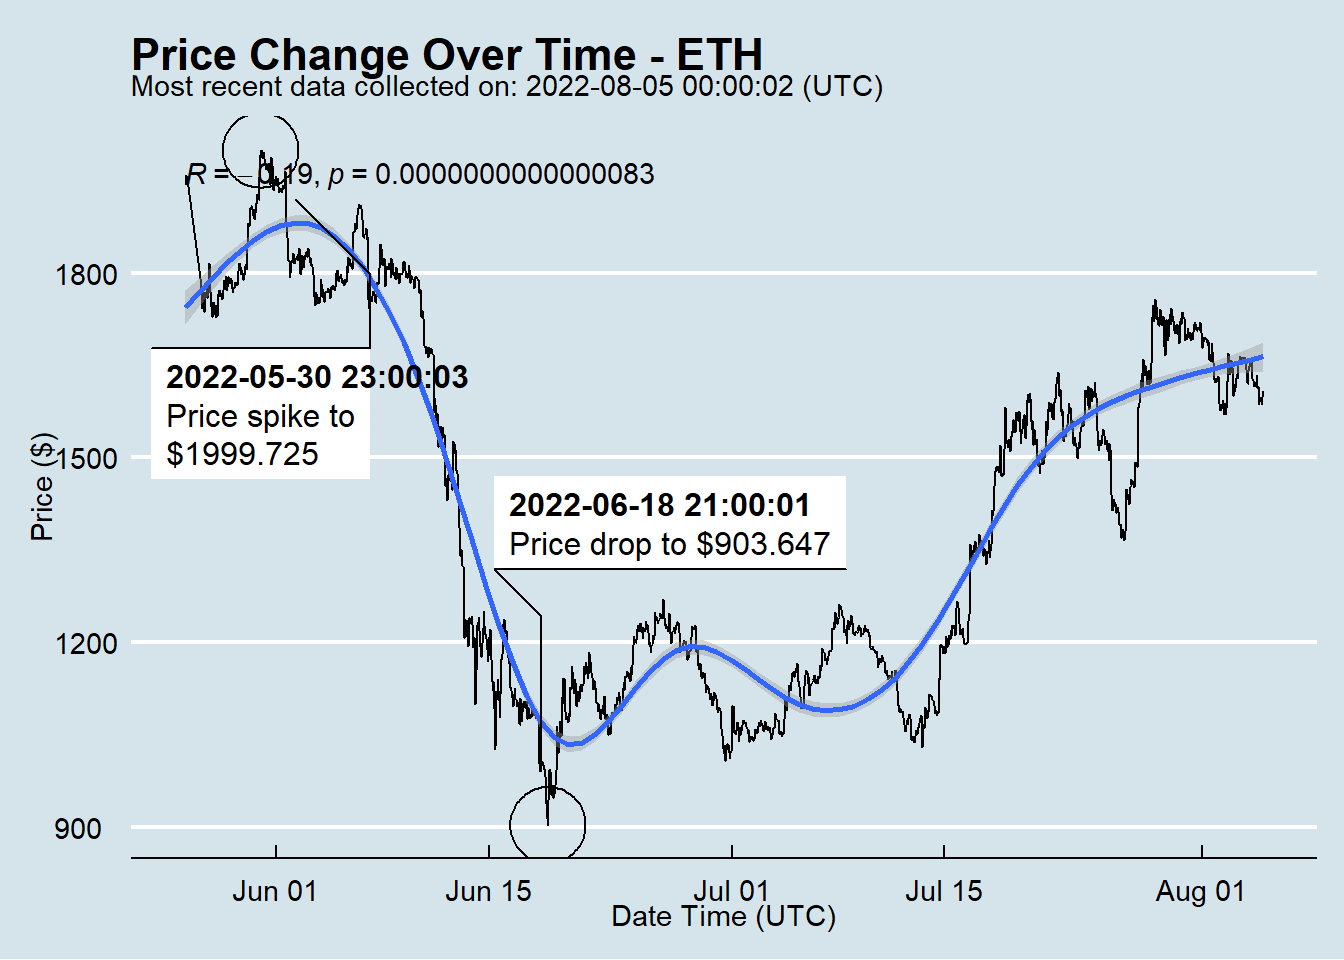 Price Change Over Time - ETH
Most recent data collected on: 2022-08-05 00:00:02 (UTC)
R = −0.19, p = 0.0000000000000083
1800
2022-05-30 23:00:03
Price spike to
$1999.725
1500
Price ($)
2022-06-18 21:00:01
Price drop to $903.647
1200
900
Jun 01
Jun 15
Jul 01
Jul 15
Aug 01
Date Time (UTC)